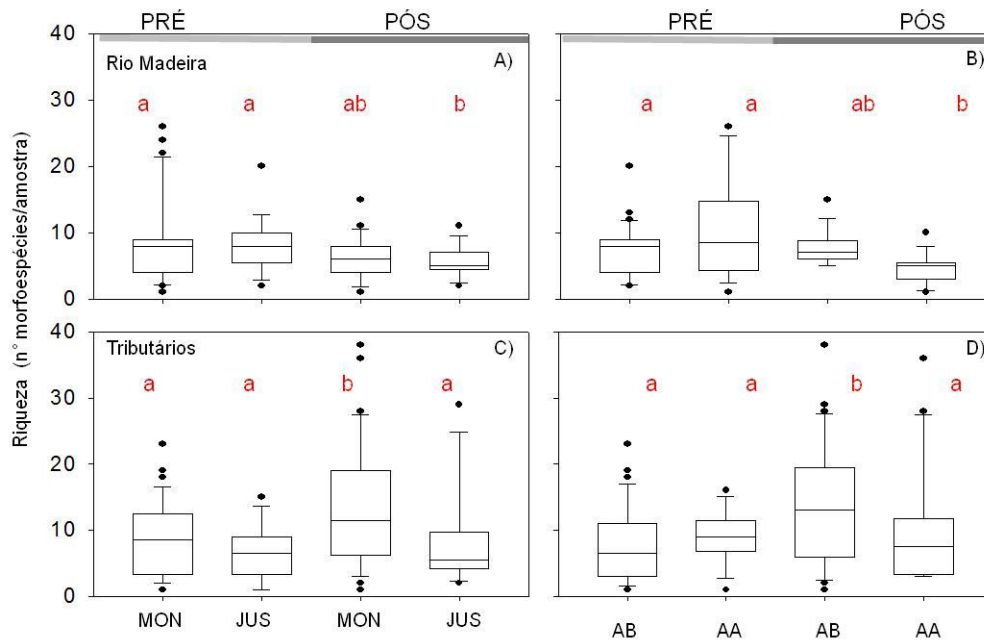 PRÉ PÓS PRÉ PÓS
Riqueza (n° morfoespécies/amostra)
40
30
20
10
0
Rio Madeira A)
a a ab b
B)
a a ab b
40
30
20
10
0
Tributários C)
a a b a
D)
a a b a
MON JUS MON JUS
AB AA AB AA